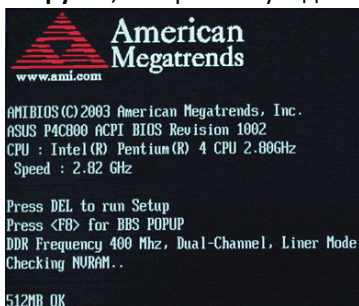 American
Megatrends
www.ami.com
AMIBIOS(C)2003 American Megatrends, Inc.
ASUS P4C800 ACPI BIOS Revision 1002
CPU : Intel(R) Pentium(R) 4 CPU 2.80GHz
Speed : 2.82 GHz
Press DEL to run Setup
Press <F8> for BBS POPUP
DDR Frequency 400 Mhz, Dual-Channel, Liner Mode
Checking NVRAM..
512MB OK